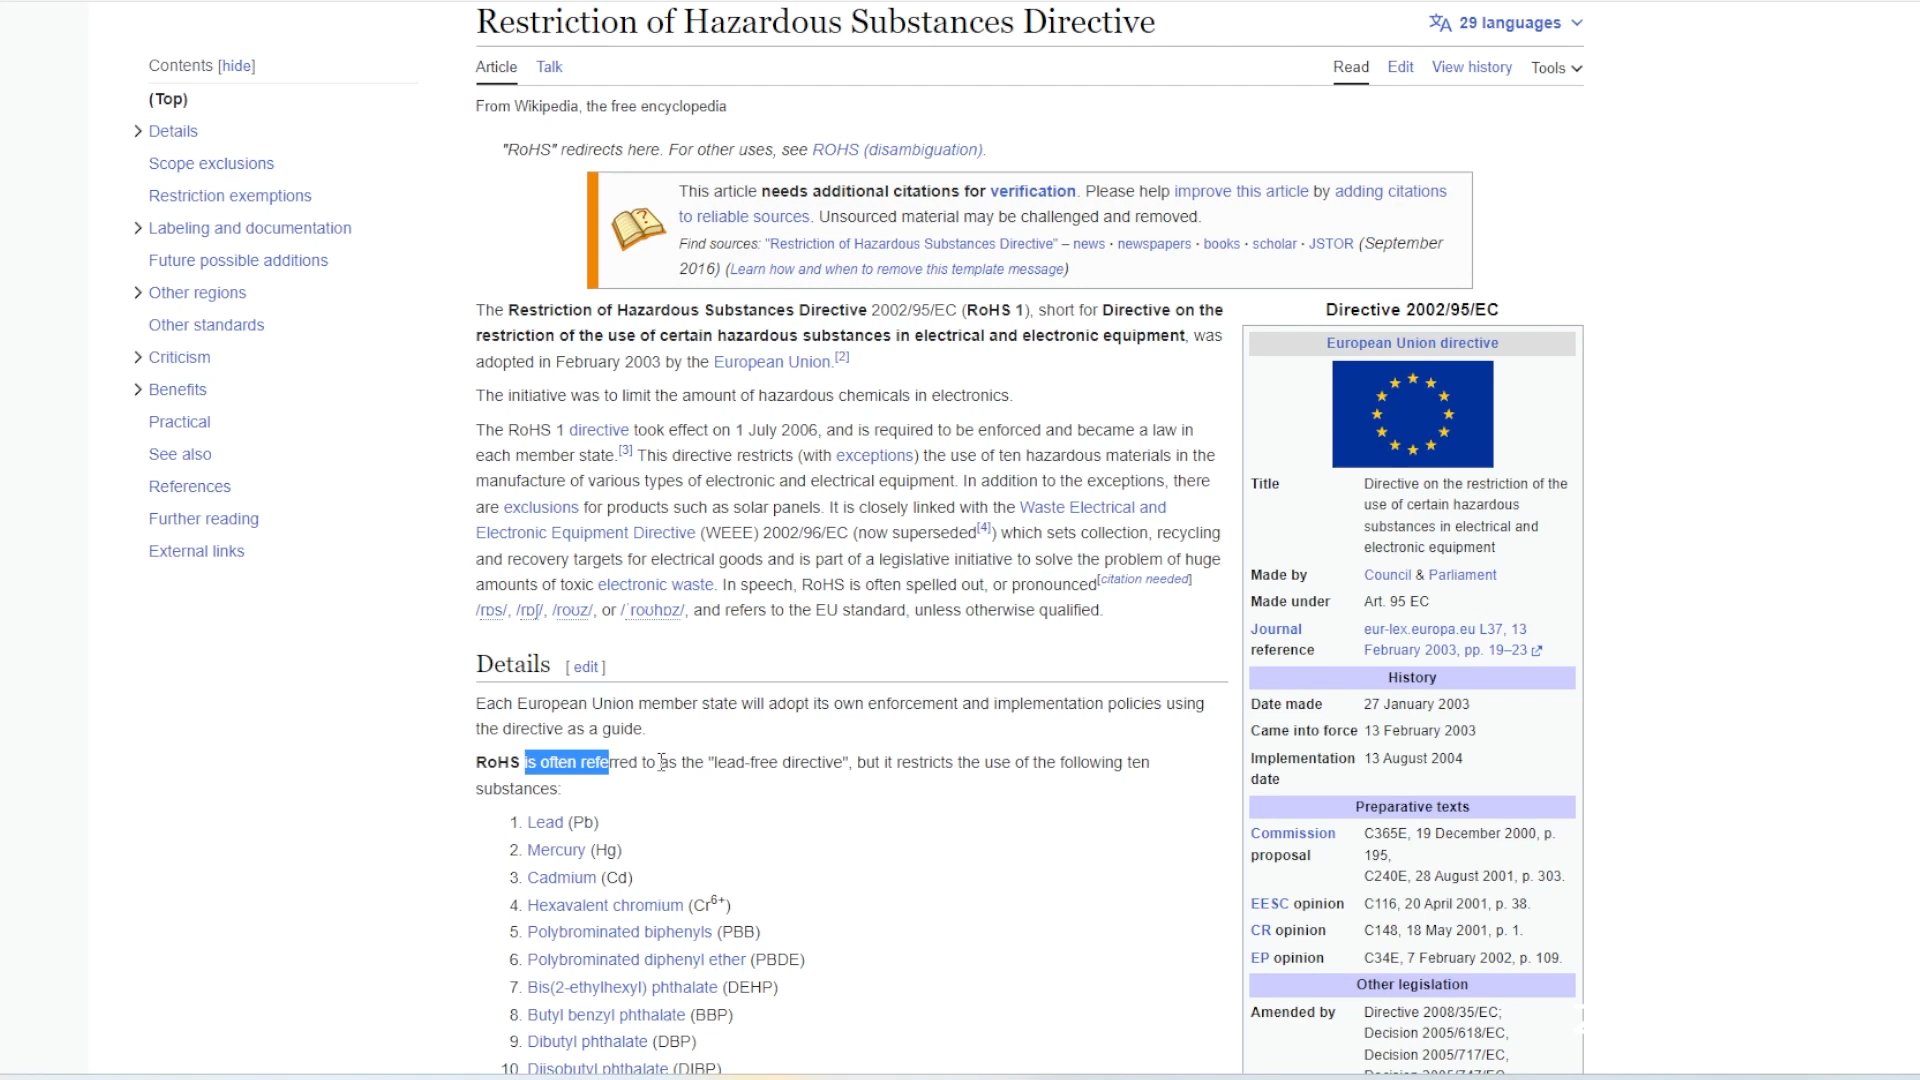 Restriction of Hazardous Substances Directive
29 languages
Contents [hide]
(Top)
Details
Scope exclusions
Restriction exemptions
Labeling and documentation
Future possible additions
Other regions
Other standards
Criticism
Benefits
Practical
See also
References
Further reading
External links
Article Talk
Read Edit View history Tools
From Wikipedia, the free encyclopedia
"RoHS" redirects here. For other uses, see ROHS (disambiguation).
This article needs additional citations for verification. Please help improve this article by adding citations
to reliable sources. Unsourced material may be challenged and removed.
Find sources: "Restriction of Hazardous Substances Directive" – news · newspapers · books · scholar · JSTOR (September
2016) (Learn how and when to remove this template message)
The Restriction of Hazardous Substances Directive 2002/95/EC (RoHS 1), short for Directive on the
restriction of the use of certain hazardous substances in electrical and electronic equipment, was
adopted in February 2003 by the European Union.[2]
The initiative was to limit the amount of hazardous chemicals in electronics.
The RoHS 1 directive took effect on 1 July 2006, and is required to be enforced and became a law in
each member state.[3] This directive restricts (with exceptions) the use of ten hazardous materials in the
manufacture of various types of electronic and electrical equipment. In addition to the exceptions, there
are exclusions for products such as solar panels. It is closely linked with the Waste Electrical and
Electronic Equipment Directive (WEEE) 2002/96/EC (now superseded[4]) which sets collection, recycling
and recovery targets for electrical goods and is part of a legislative initiative to solve the problem of huge
amounts of toxic electronic waste. In speech, RoHS is often spelled out, or pronounced[citation needed]
/rɒs/, /rɒʃ/, /roʊz/, or /ˈroʊhɒz/, and refers to the EU standard, unless otherwise qualified.
Details [ edit ]
Each European Union member state will adopt its own enforcement and implementation policies using
the directive as a guide.
RoHS is often referred to as the "lead-free directive", but it restricts the use of the following ten
substances:
1. Lead (Pb)
2. Mercury (Hg)
3. Cadmium (Cd)
4. Hexavalent chromium (Cr6+)
5. Polybrominated biphenyls (PBB)
6. Polybrominated diphenyl ether (PBDE)
7. Bis(2-ethylhexyl) phthalate (DEHP)
8. Butyl benzyl phthalate (BBP)
9. Dibutyl phthalate (DBP)
10. Diisobutyl phthalate (DIBP)
Directive 2002/95/EC
European Union directive
Title Directive on the restriction of the
use of certain hazardous
substances in electrical and
electronic equipment
Made by Council & Parliament
Made under Art. 95 EC
Journal eur-lex.europa.eu L37, 13
reference February 2003, pp. 19–23
History
Date made 27 January 2003
Came into force 13 February 2003
Implementation 13 August 2004
date
Preparative texts
Commission C365E, 19 December 2000, p.
proposal 195,
C240E, 28 August 2001, p. 303.
EESC opinion C116, 20 April 2001, p. 38.
CR opinion C148, 18 May 2001, p. 1.
EP opinion C34E, 7 February 2002, p. 109.
Other legislation
Amended by Directive 2008/35/EC;
Decision 2005/618/EC,
Decision 2005/717/EC,